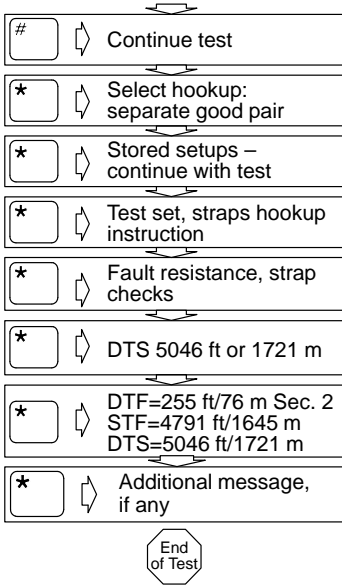 # Continue test
* Select hookup:
separate good pair
* Stored setups –
continue with test
* Test set, straps hookup
instruction
* Fault resistance, strap
checks
* DTS 5046 ft or 1721 m
DTF=255 ft/76 m Sec. 2
* STF=4791 ft/1645 m
DTS=5046 ft/1721 m
* Additional message,
if any
End
of Test